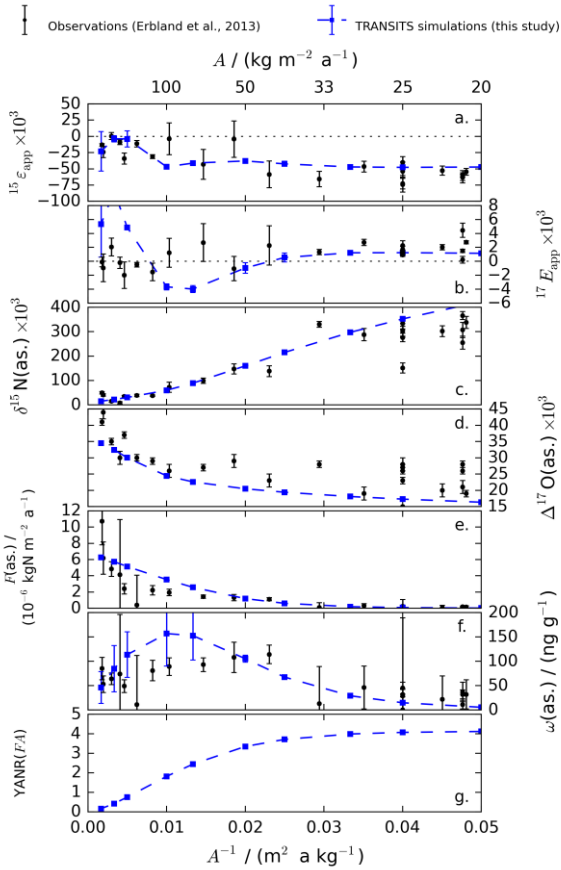 Observations (Erbland et al., 2013) TRANSITS simulations (this study)
A / (kg m⁻² a⁻¹)
100 50 33 25 20
¹⁵ε_app ×10³
50
25
0
−25
−50
−75
−100
a.
¹⁷E_app ×10³
8
6
4
2
0
−2
−4
−6
b.
δ¹⁵N(as.) ×10³
400
300
200
100
0
c.
Δ¹⁷O(as.) ×10³
45
40
35
30
25
20
15
d.
F(as.) /
(10⁻⁶ kgN m⁻² a⁻¹)
12
10
8
6
4
2
0
e.
ω(as.) / (ng g⁻¹)
200
150
100
50
0
f.
YANR(FA)
5
4
3
2
1
0
g.
0.00 0.01 0.02 0.03 0.04 0.05
A⁻¹ / (m² a kg⁻¹)